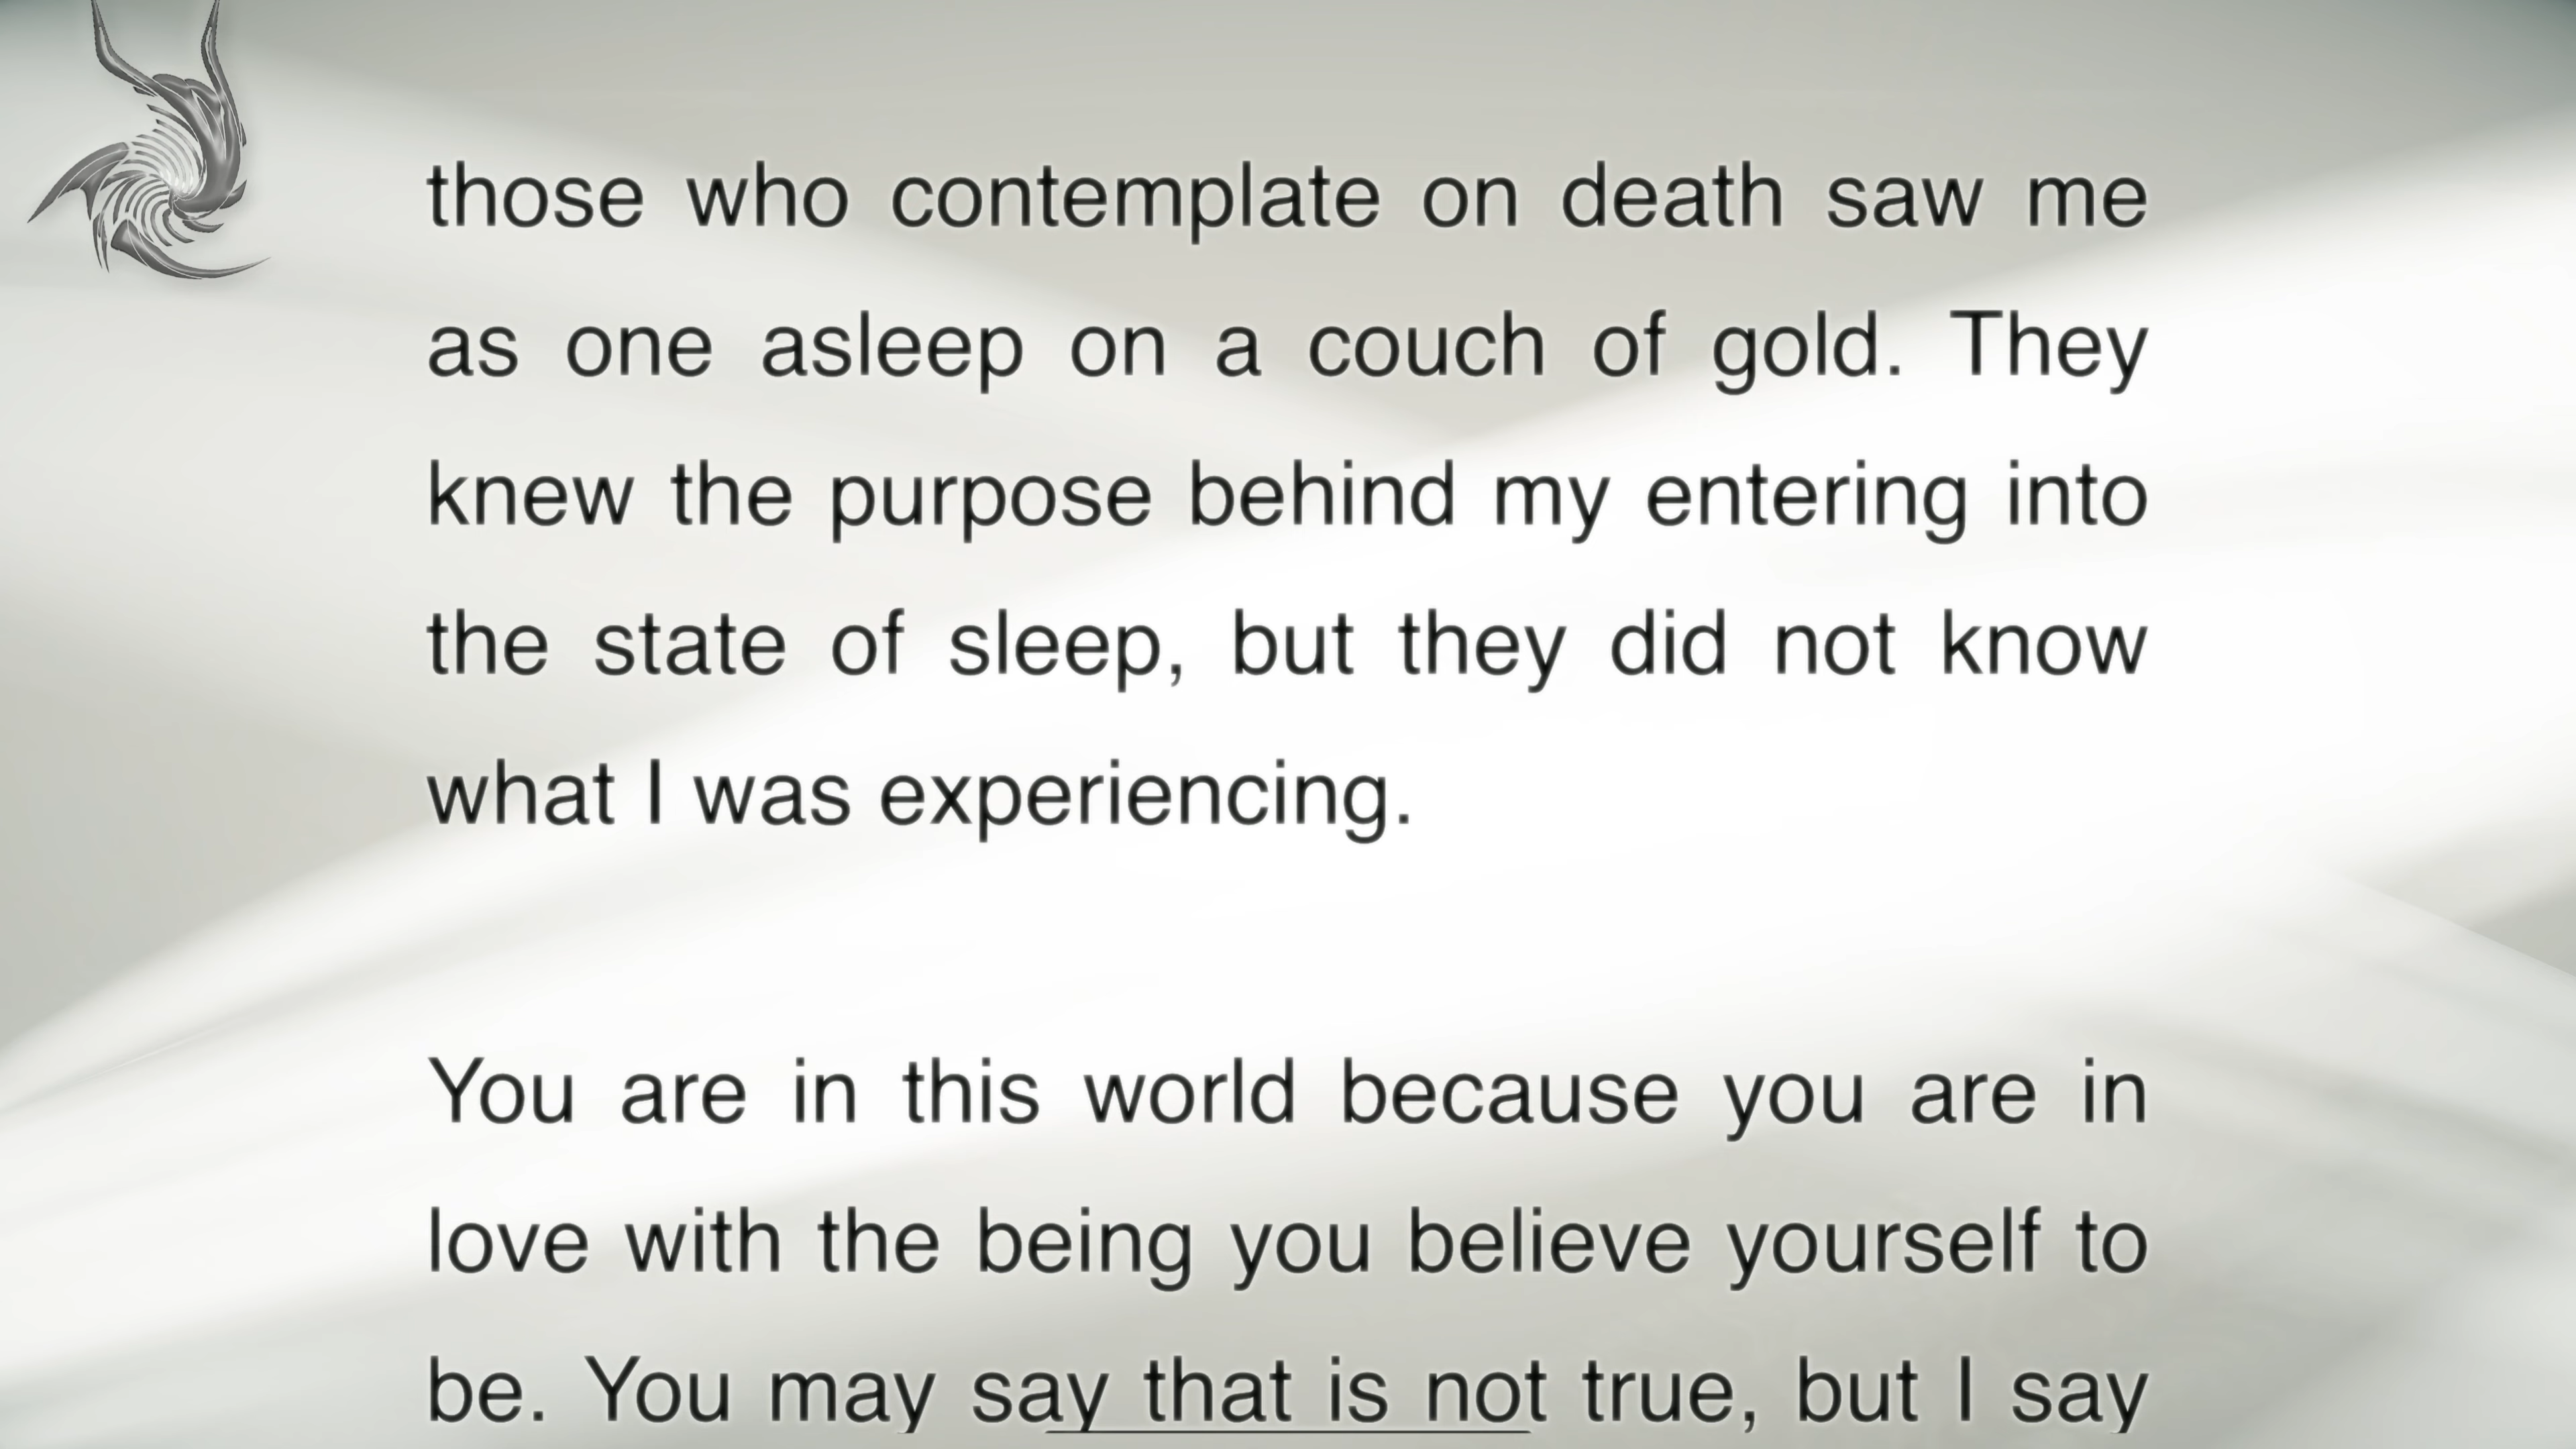 those who contemplate on death saw me
as one asleep on a couch of gold. They
knew the purpose behind my entering into
the state of sleep, but they did not know
what I was experiencing.
You are in this world because you are in
love with the being you believe yourself to
be. You may say that is not true, but I say